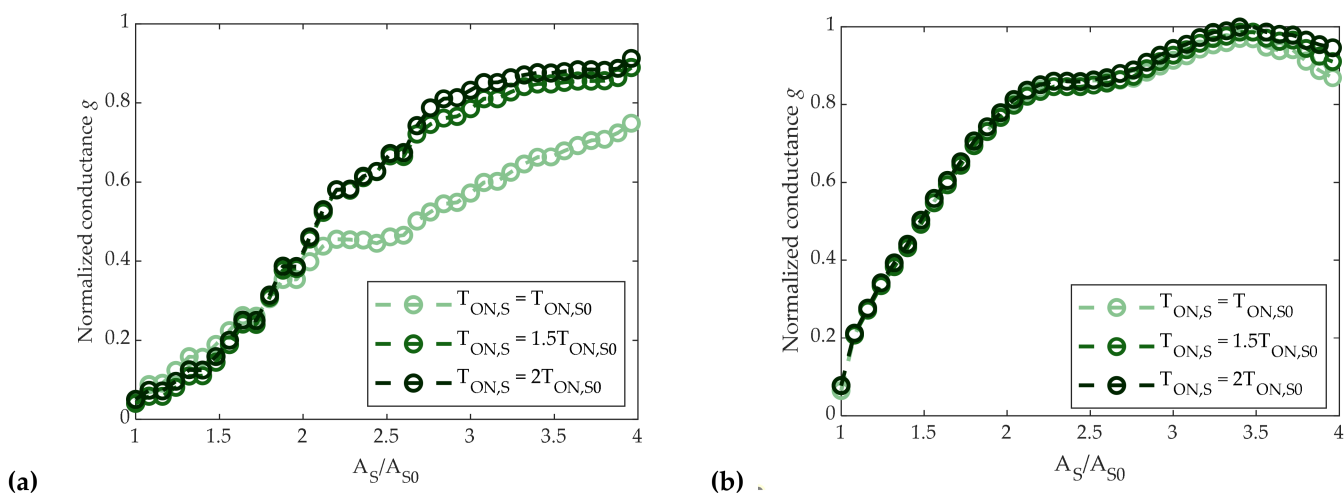 1
0.8
0.6
0.4
0.2
0
Normalized conductance g
1 1.5 2 2.5 3 3.5 4
A_S/A_S0
T_ON,S = T_ON,S0
T_ON,S = 1.5T_ON,S0
T_ON,S = 2T_ON,S0
(a)
1
0.8
0.6
0.4
0.2
0
Normalized conductance g
1 1.5 2 2.5 3 3.5 4
A_S/A_S0
T_ON,S = T_ON,S0
T_ON,S = 1.5T_ON,S0
T_ON,S = 2T_ON,S0
(b)